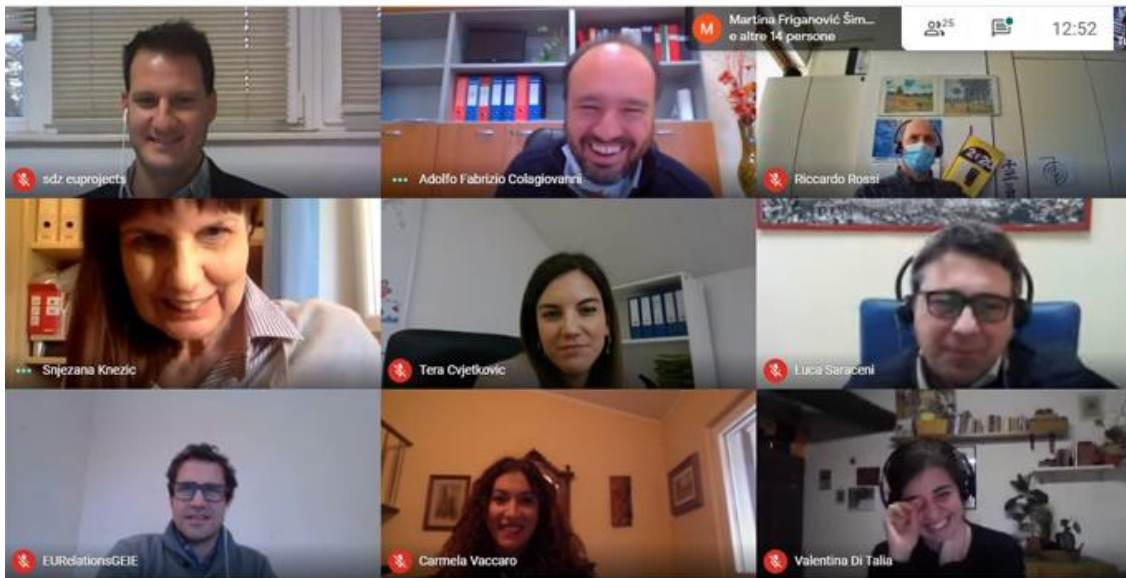 M
Martina Friganović Šim...
e altre 14 persone
25
12:52
sdz euprojects
Adolfo Fabrizio Colagiovanni
Riccardo Rossi
Snjezana Knezic
Tera Cvjetkovic
Luca Saraceni
EURelationsGEIE
Carmela Vaccaro
Valentina Di Talia